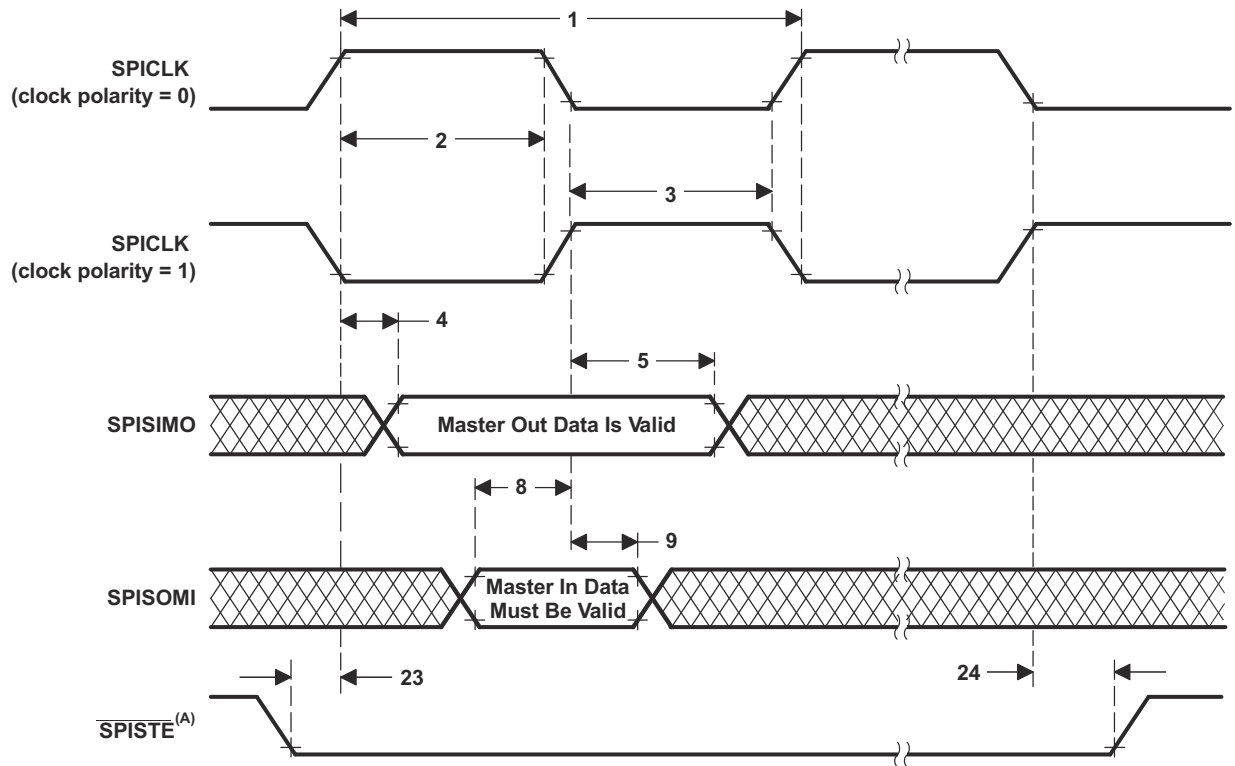 1
SPICLK
(clock polarity = 0)
2
3
SPICLK
(clock polarity = 1)
4
5
SPISIMO
Master Out Data Is Valid
8
9
SPISOMI
Master In Data
Must Be Valid
23
24
SPISTE(A)